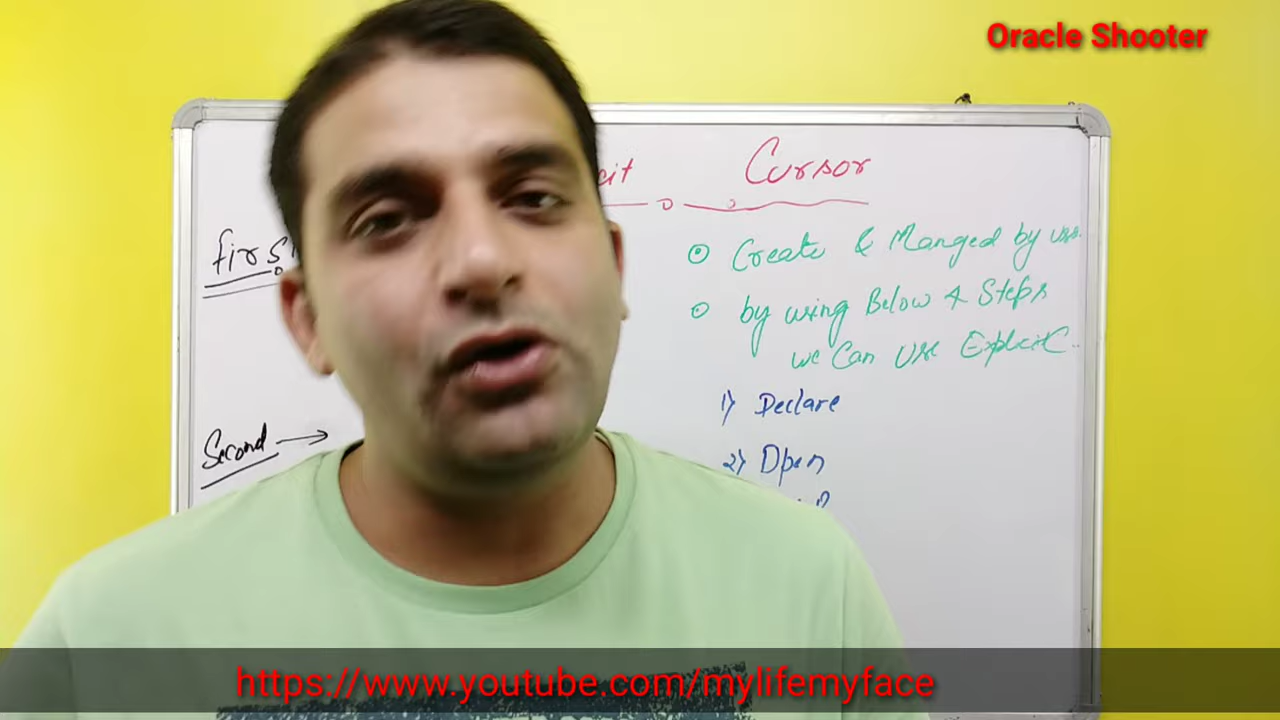 Oracle Shooter
cit Cursor
first
Create & Manged by
by using Below 4 Steps
we Can Use Explicit
1) Declare
Second →
2) Open
https://www.youtube.com/mylifemyface